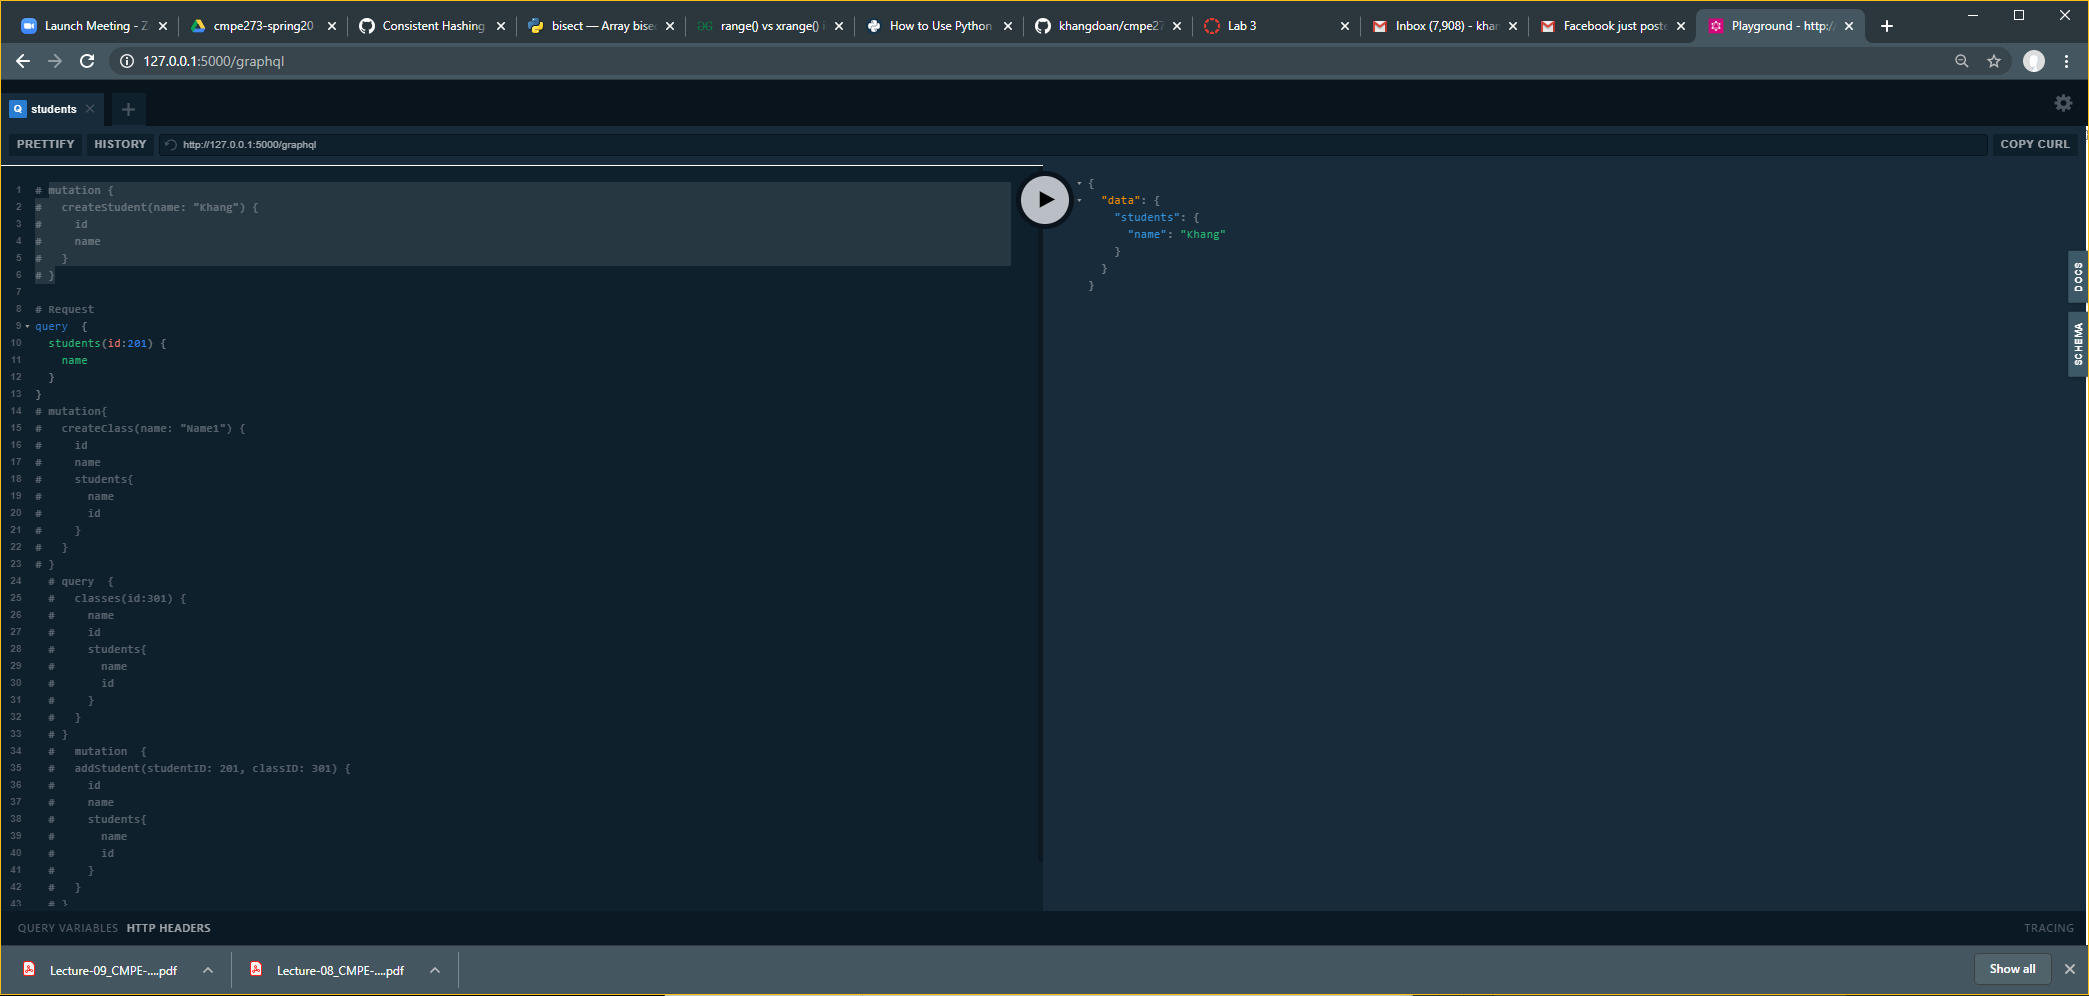 Launch Meeting - Z
cmpe273-spring20
Consistent Hashing
bisect — Array bise
range() vs xrange() i
How to Use Python
khangdoan/cmpe27
Lab 3
Inbox (7,908) - khan
Facebook just poste
Playground - http:/
127.0.0.1:5000/graphql
Q students
PRETTIFY
HISTORY
http://127.0.0.1:5000/graphql
COPY CURL
1 # mutation {
2 #   createStudent(name: "Khang") {
3 #     id
4 #     name
5 #   }
6 # }
7
8 # Request
9 query  {
10   students(id:201) {
11     name
12   }
13 }
14 # mutation{
15 #   createClass(name: "Name1") {
16 #     id
17 #     name
18 #     students{
19 #       name
20 #       id
21 #     }
22 #   }
23 # }
24   # query  {
25   #   classes(id:301) {
26   #     name
27   #     id
28   #     students{
29   #       name
30   #       id
31   #     }
32   #   }
33   # }
34   #   mutation  {
35   #   addStudent(studentID: 201, classID: 301) {
36   #     id
37   #     name
38   #     students{
39   #       name
40   #       id
41   #     }
42   #   }
43   # }
{
  "data": {
    "students": {
      "name": "Khang"
    }
  }
}
DOCS
SCHEMA
QUERY VARIABLES
HTTP HEADERS
TRACING
Lecture-09_CMPE-....pdf
Lecture-08_CMPE-....pdf
Show all